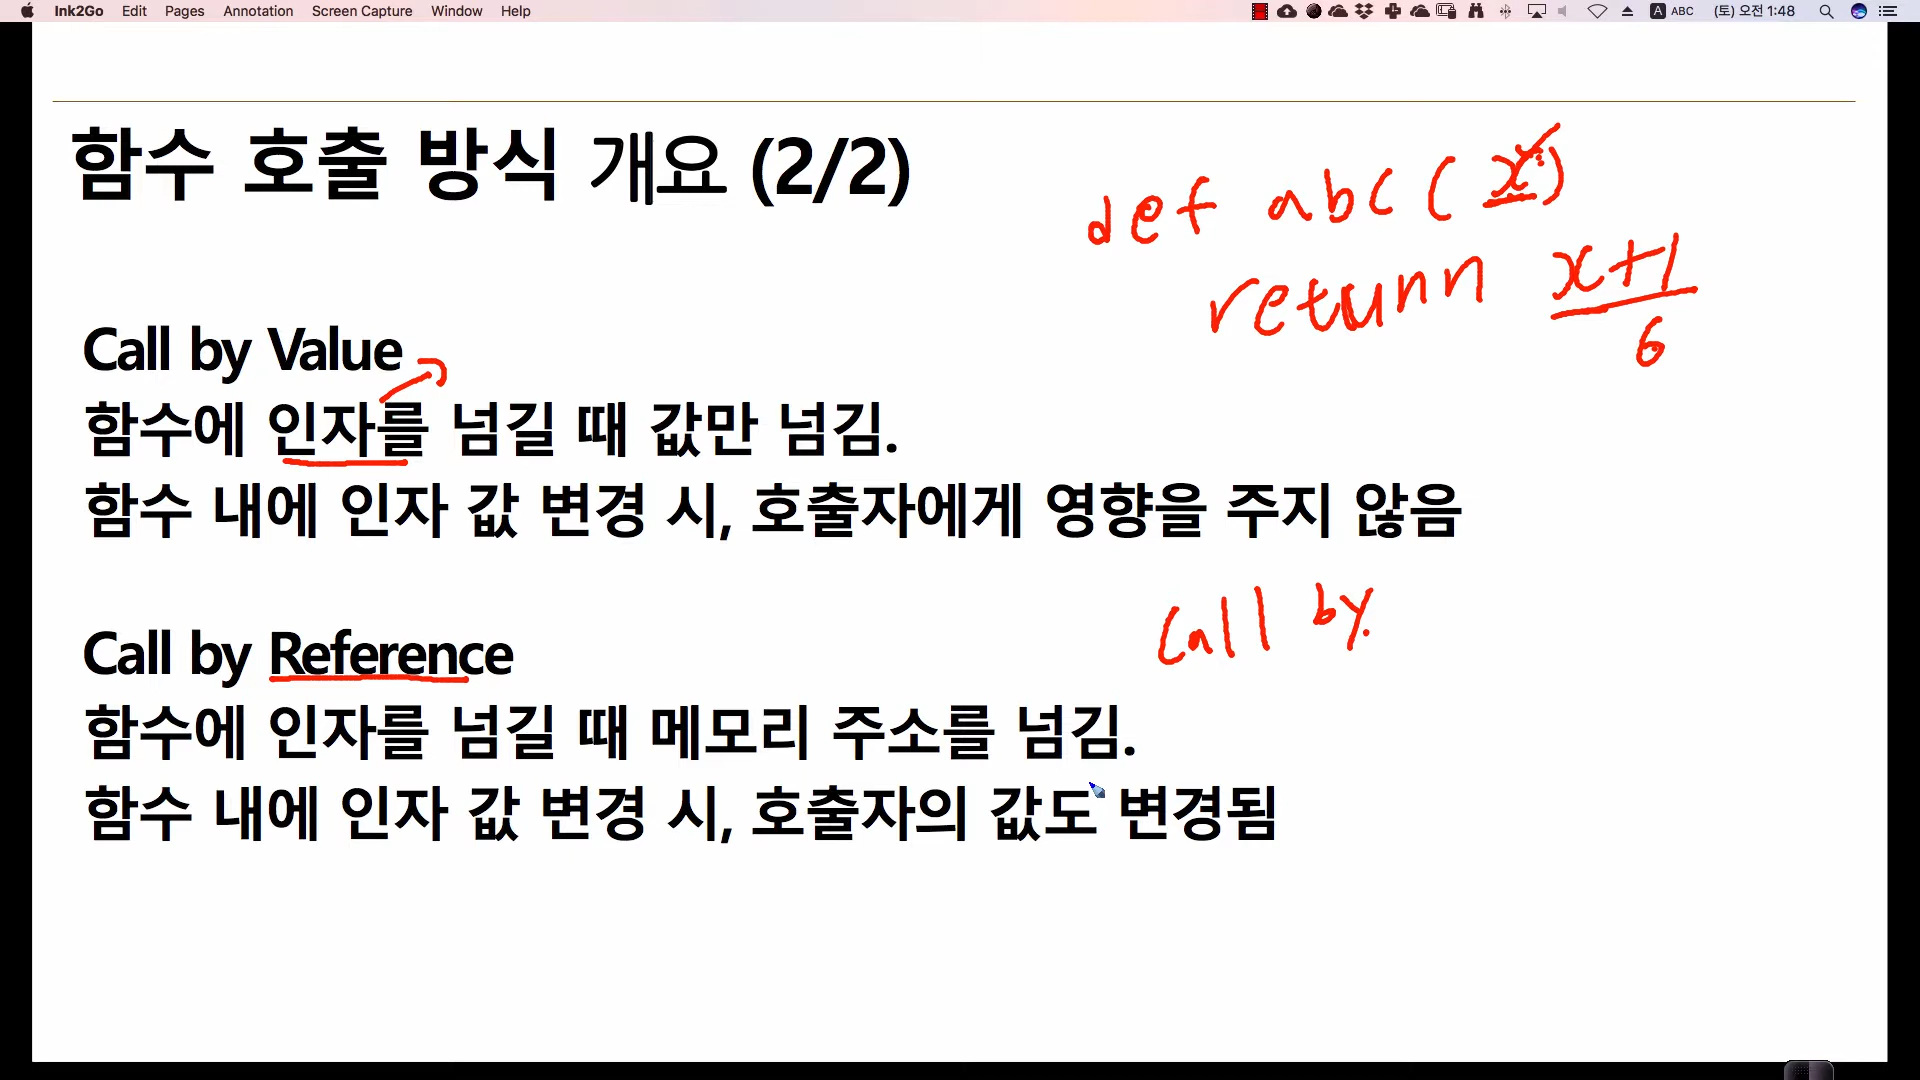 Ink2Go Edit Pages Annotation Screen Capture Window Help A ABC (토) 오전 1:48
함수 호출 방식 개요 (2/2)
def abc ( x )
return x+1
6
Call by Value
함수에 인자를 넘길 때 값만 넘김.
함수 내에 인자 값 변경 시, 호출자에게 영향을 주지 않음
Call by
Call by Reference
함수에 인자를 넘길 때 메모리 주소를 넘김.
함수 내에 인자 값 변경 시, 호출자의 값도 변경됨